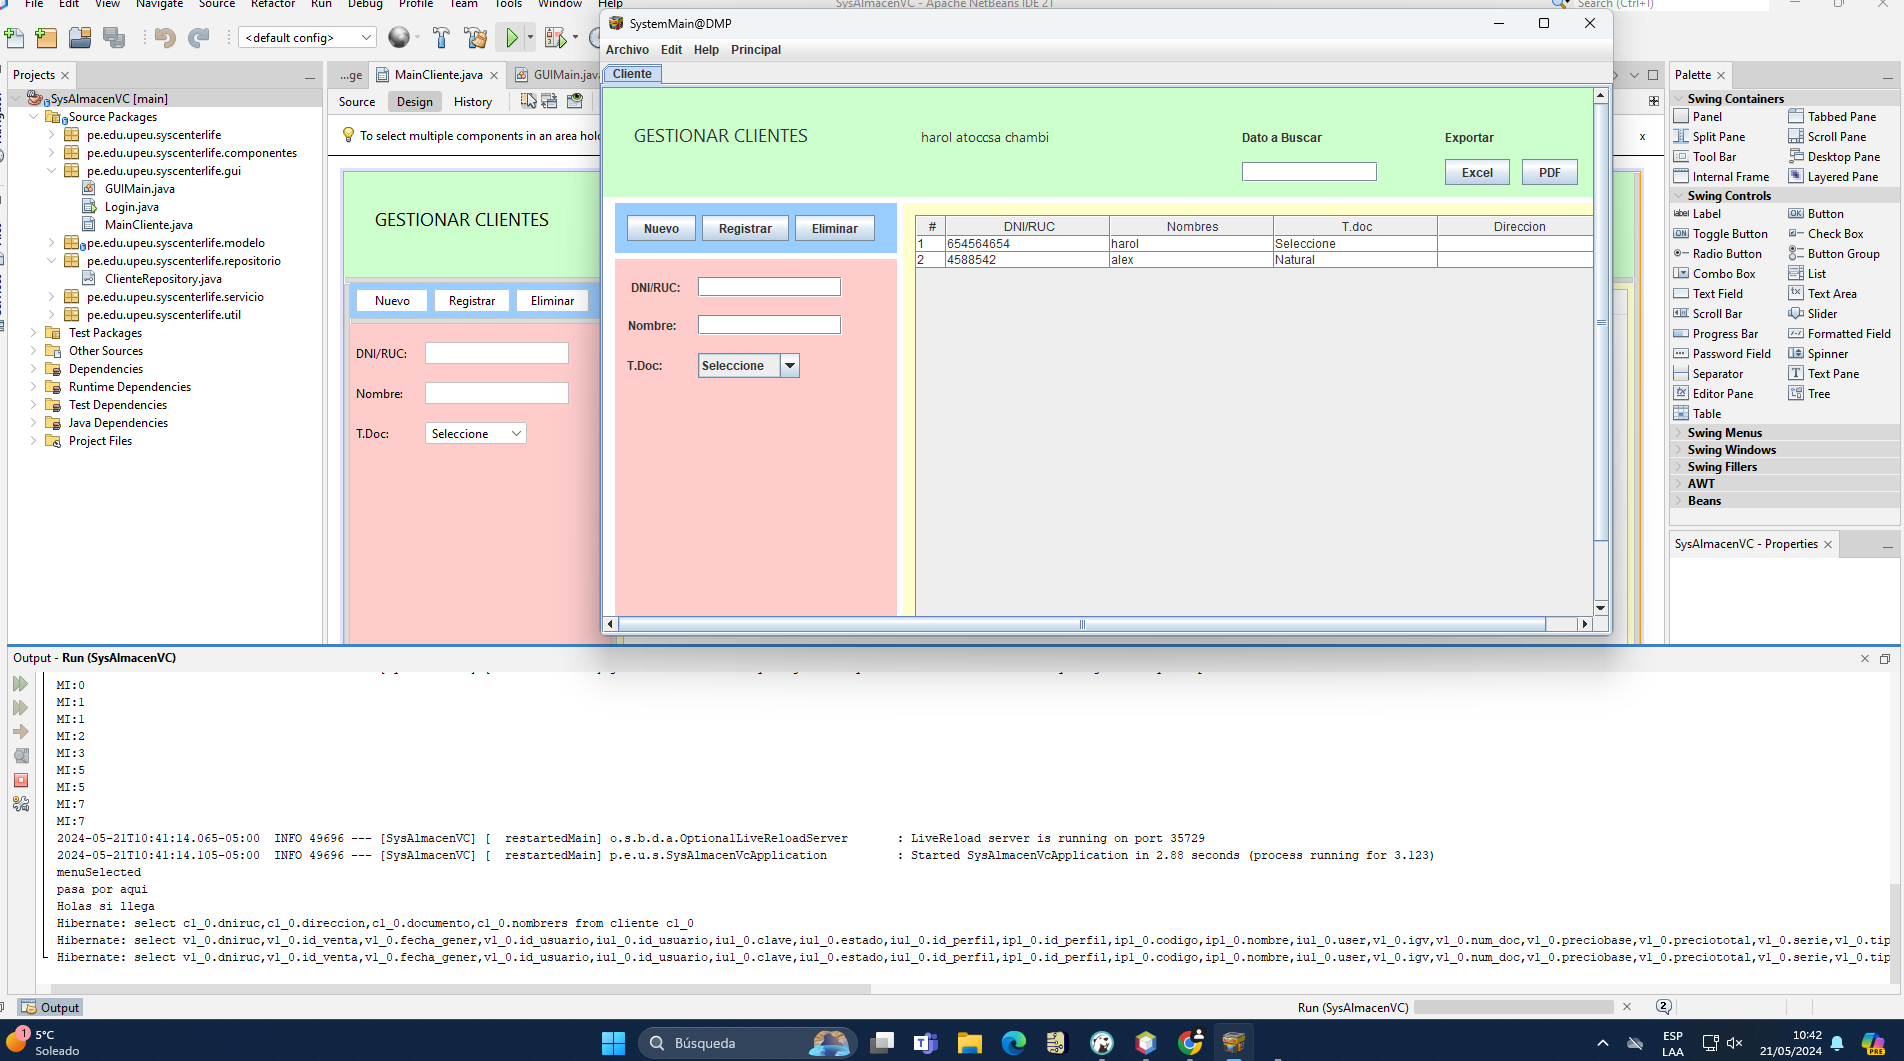 File Edit View Navigate Source Refactor Run Debug Profile Team Tools Window Help
SysAlmacenVC - Apache NetBeans IDE 21
Search (Ctrl+I)
<default config>
Projects
SysAlmacenVC [main]
Source Packages
pe.edu.upeu.syscenterlife
pe.edu.upeu.syscenterlife.componentes
pe.edu.upeu.syscenterlife.gui
GUIMain.java
Login.java
MainCliente.java
pe.edu.upeu.syscenterlife.modelo
pe.edu.upeu.syscenterlife.repositorio
ClienteRepository.java
pe.edu.upeu.syscenterlife.servicio
pe.edu.upeu.syscenterlife.util
Test Packages
Other Sources
Dependencies
Runtime Dependencies
Test Dependencies
Java Dependencies
Project Files
...ge MainCliente.java GUIMain.java
Source Design History
To select multiple components in an area hold
GESTIONAR CLIENTES
Nuevo Registrar Eliminar
DNI/RUC:
Nombre:
T.Doc: Seleccione
SystemMain@DMP
Archivo Edit Help Principal
Cliente
GESTIONAR CLIENTES
harol atoccsa chambi
Dato a Buscar
Exportar
Excel PDF
Nuevo Registrar Eliminar
DNI/RUC:
Nombre:
T.Doc: Seleccione
# DNI/RUC Nombres T.doc Direccion
1 654564654 harol Seleccione
2 4588542 alex Natural
x
Palette
Swing Containers
Panel Tabbed Pane
Split Pane Scroll Pane
Tool Bar Desktop Pane
Internal Frame Layered Pane
Swing Controls
label Label OK Button
ON Toggle Button Check Box
Radio Button Button Group
Combo Box List
Text Field Text Area
Scroll Bar Slider
Progress Bar Formatted Field
Password Field Spinner
Separator Text Pane
Editor Pane Tree
Table
Swing Menus
Swing Windows
Swing Fillers
AWT
Beans
SysAlmacenVC - Properties
Output - Run (SysAlmacenVC)
MI:0
MI:1
MI:1
MI:2
MI:3
MI:5
MI:5
MI:7
MI:7
2024-05-21T10:41:14.065-05:00  INFO 49696 --- [SysAlmacenVC] [  restartedMain] o.s.b.d.a.OptionalLiveReloadServer : LiveReload server is running on port 35729
2024-05-21T10:41:14.105-05:00  INFO 49696 --- [SysAlmacenVC] [  restartedMain] p.e.u.s.SysAlmacenVcApplication : Started SysAlmacenVcApplication in 2.88 seconds (process running for 3.123)
menuSelected
pasa por aqui
Holas si llega
Hibernate: select c1_0.dniruc,c1_0.direccion,c1_0.documento,c1_0.nombrers from cliente c1_0
Hibernate: select v1_0.dniruc,v1_0.id_venta,v1_0.fecha_gener,v1_0.id_usuario,iu1_0.id_usuario,iu1_0.clave,iu1_0.estado,iu1_0.id_perfil,ip1_0.id_perfil,ip1_0.codigo,ip1_0.nombre,iu1_0.user,v1_0.igv,v1_0.num_doc,v1_0.preciobase,v1_0.preciototal,v1_0.serie,v1_0.tip
Hibernate: select v1_0.dniruc,v1_0.id_venta,v1_0.fecha_gener,v1_0.id_usuario,iu1_0.id_usuario,iu1_0.clave,iu1_0.estado,iu1_0.id_perfil,ip1_0.id_perfil,ip1_0.codigo,ip1_0.nombre,iu1_0.user,v1_0.igv,v1_0.num_doc,v1_0.preciobase,v1_0.preciototal,v1_0.serie,v1_0.tip
Output
Run (SysAlmacenVC)
2
1
5°C
Soleado
Búsqueda
ESP
LAA
10:42
21/05/2024
PRE